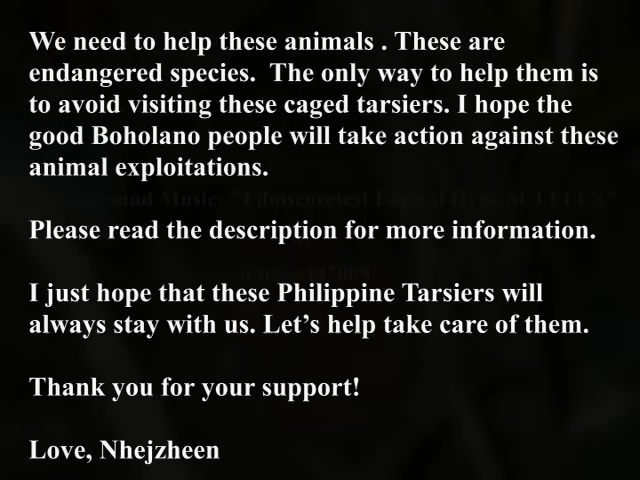 We need to help these animals . These are
endangered species.  The only way to help them is
to avoid visiting these caged tarsiers. I hope the
good Boholano people will take action against these
animal exploitations.
Please read the description for more information.
I just hope that these Philippine Tarsiers will
always stay with us. Let’s help take care of them.
Thank you for your support!
Love, Nhejzheen